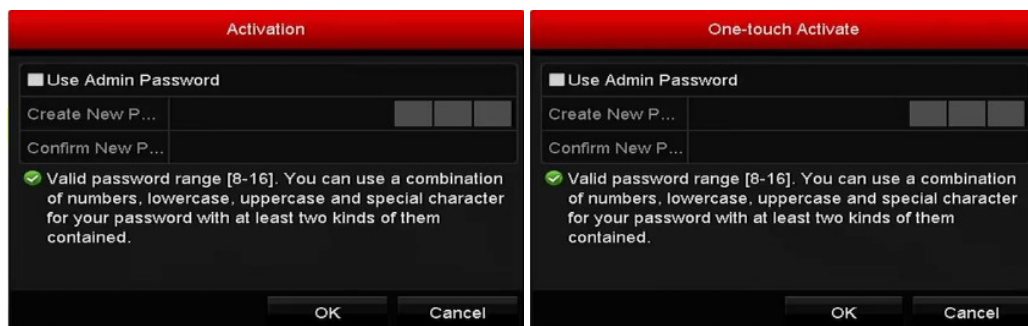 Activation
Use Admin Password
Create New P...
Confirm New P...
Valid password range [8-16]. You can use a combination
of numbers, lowercase, uppercase and special character
for your password with at least two kinds of them
contained.
OK
Cancel
One-touch Activate
Use Admin Password
Create New P...
Confirm New P...
Valid password range [8-16]. You can use a combination
of numbers, lowercase, uppercase and special character
for your password with at least two kinds of them
contained.
OK
Cancel